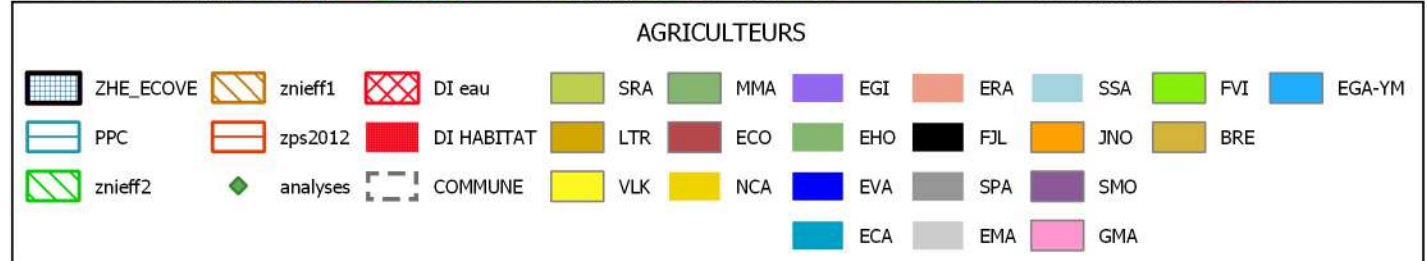 AGRICULTEURS
ZHE_ECOVE znieff1 DI eau SRA MMA EGI ERA SSA FVI EGA-YM
PPC zps2012 DI HABITAT LTR ECO EHO FJL JNO BRE
znieff2 analyses COMMUNE VLK NCA EVA SPA SMO
ECA EMA GMA